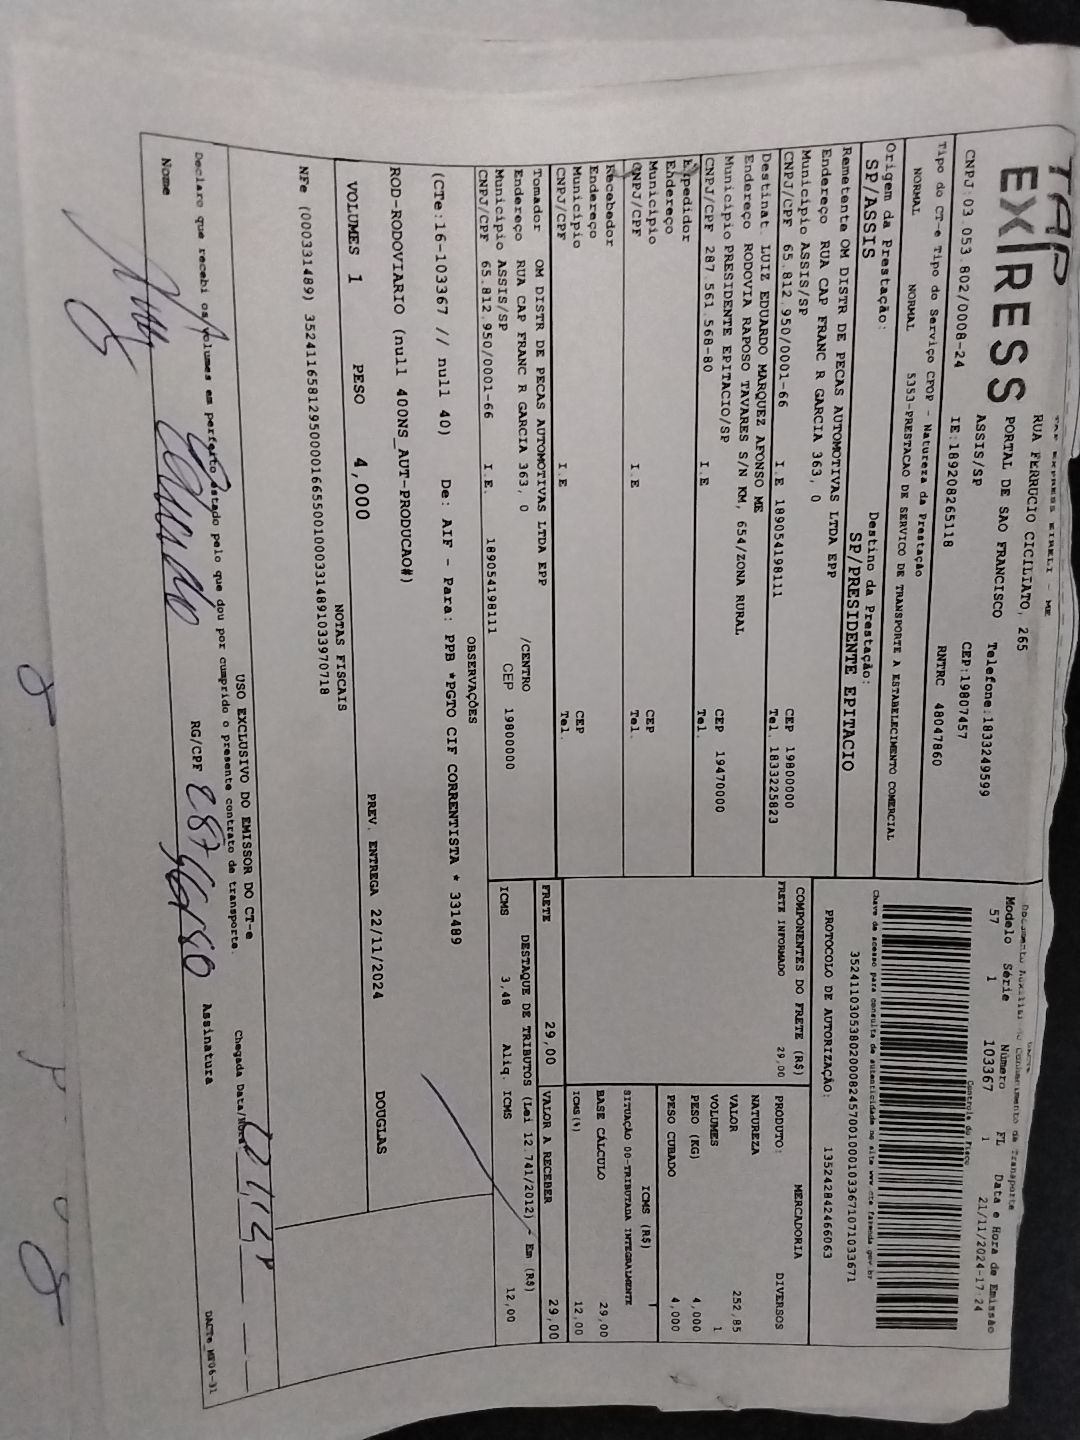 TAP
EXPRESS
TAP EXPRESS EIRELI - ME
RUA FERRUCIO CICILIATO, 265
PORTAL DE SAO FRANCISCO
ASSIS/SP
Telefone:1833249599
CEP:19807457
CNPJ:03.053.802/0008-24
IE:189208265118
RNTRC 48047860
Tipo do CT-e Tipo do Serviço CFOP - Natureza da Prestação
NORMAL NORMAL 5353-PRESTACAO DE SERVICO DE TRANSPORTE A ESTABELECIMENTO COMERCIAL
Origem da Prestação: Destino da Prestação:
SP/ASSIS SP/PRESIDENTE EPITACIO
Remetente OM DISTR DE PECAS AUTOMOTIVAS LTDA EPP
Endereço RUA CAP FRANC R GARCIA 363, 0
Município ASSIS/SP CEP 19800000
CNPJ/CPF 65.812.950/0001-66 I.E 189054198111 Tel. 1833225823
Destinat. LUIZ EDUARDO MARQUEZ AFONSO ME
Endereço RODOVIA RAPOSO TAVARES S/N KM, 654/ZONA RURAL
Município PRESIDENTE EPITACIO/SP CEP 19470000
CNPJ/CPF 287.561.568-80 I.E. Tel.
Expedidor
Endereço
Município CEP
CNPJ/CPF I.E Tel.
Recebedor
Endereço
Município CEP
CNPJ/CPF I.E Tel.
Tomador OM DISTR DE PECAS AUTOMOTIVAS LTDA EPP
Endereço RUA CAP FRANC R GARCIA 363, 0 /CENTRO
Município ASSIS/SP CEP 19800000
CNPJ/CPF 65.812.950/0001-66 I.E. 189054198111
Documento Auxiliar do Conhecimento de Transporte
Modelo Série Número FL Data e Hora de Emissão
57 1 103367 1 21/11/2024-17:24
Controle do Fisco
Chave de acesso para consulta de autenticidade no site www.cte.fazenda.gov.br
35241103053802000824570010001033671071033671
PROTOCOLO DE AUTORIZAÇÃO: 135242842466063
COMPONENTES DO FRETE (R$)
FRETE INFORMADO 29,00
PRODUTO: MERCADORIA
NATUREZA DIVERSOS
VALOR 252,85
VOLUMES 1
PESO (KG) 4,000
PESO CUBADO 4,000
ICMS (R$)
SITUAÇÃO 00-TRIBUTADA INTEGRALMENTE
BASE CÁLCULO 29,00
ICMS(%) 12,00
FRETE 29,00 VALOR A RECEBER 29,00
DESTAQUE DE TRIBUTOS (Lei 12.741/2012) - Em (R$)
ICMS 3,48 Aliq. ICMS 12,00
OBSERVAÇÕES
(CTe:16-103367 // null 40) De: AIF - Para: PPB *PGTO CIF CORRENTISTA * 331489
ROD-RODOVIARIO (null 400NS_AUT-PRODUCAO#)
VOLUMES 1 PESO 4,000 PREV. ENTREGA 22/11/2024 DOUGLAS
NOTAS FISCAIS
NFe (000331489) 35241165812950000166550010003314891033970718
USO EXCLUSIVO DO EMISSOR DO CT-e
Declaro que recebi os volumes em perfeito estado pelo que dou por cumprido o presente contrato de transporte.
Chegada Data/Hora
Nome RG/CPF Assinatura
DACTe_MF06-01